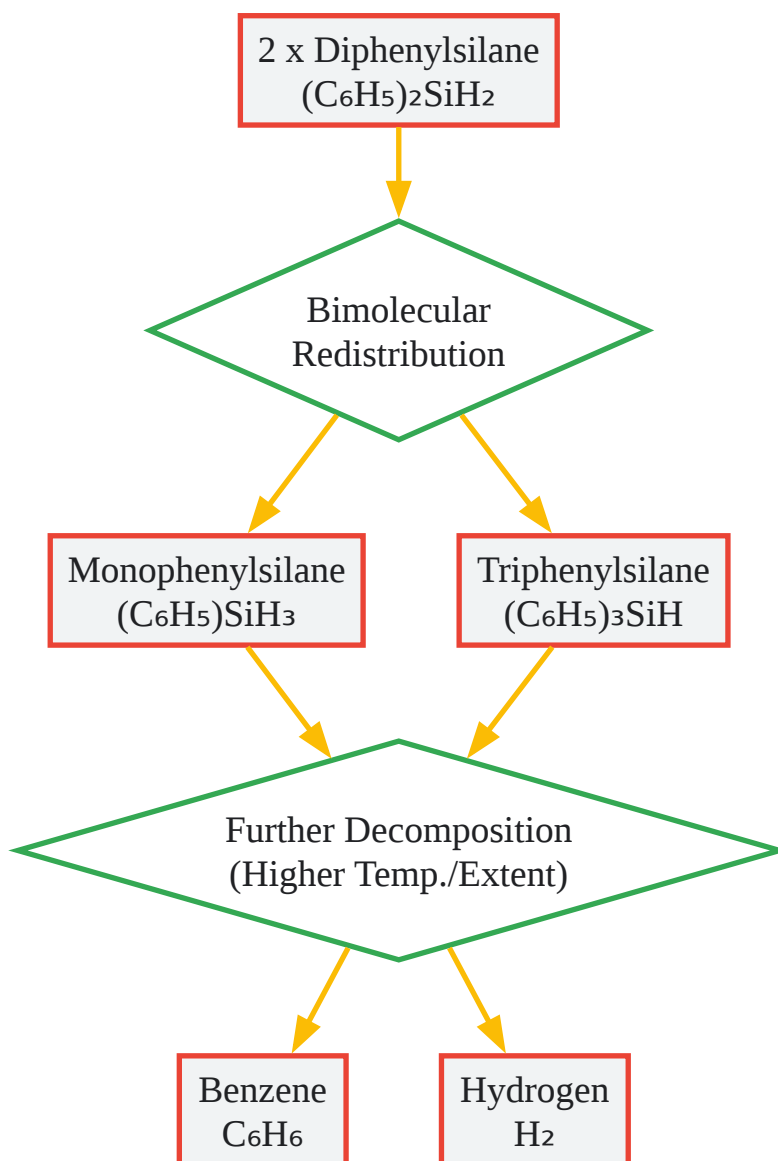 2 x Diphenylsilane
(C₆H₅)₂SiH₂
Bimolecular
Redistribution
Monophenylsilane
(C₆H₅)SiH₃
Triphenylsilane
(C₆H₅)₃SiH
Further Decomposition
(Higher Temp./Extent)
Benzene
C₆H₆
Hydrogen
H₂